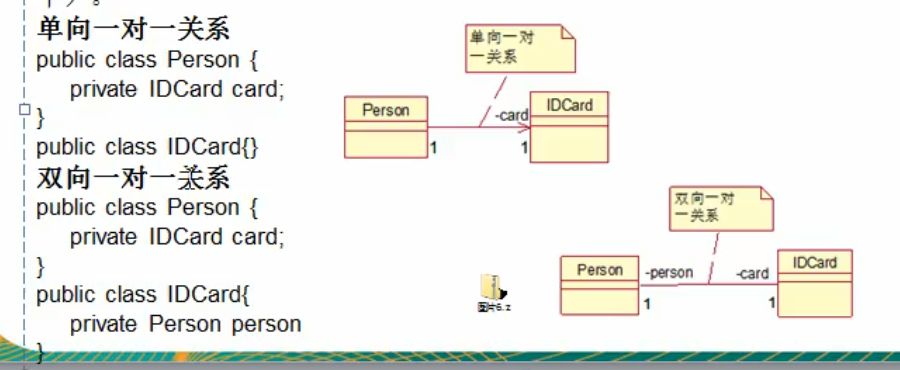 单向一对一关系
public class Person {
private IDCard card;
}
public class IDCard{}
双向一对一关系
public class Person {
private IDCard card;
}
public class IDCard{
private Person person
}
单向一对
一关系
Person
-card
IDCard
1
1
双向一对
一关系
Person
-person
-card
IDCard
1
1
图片6.z